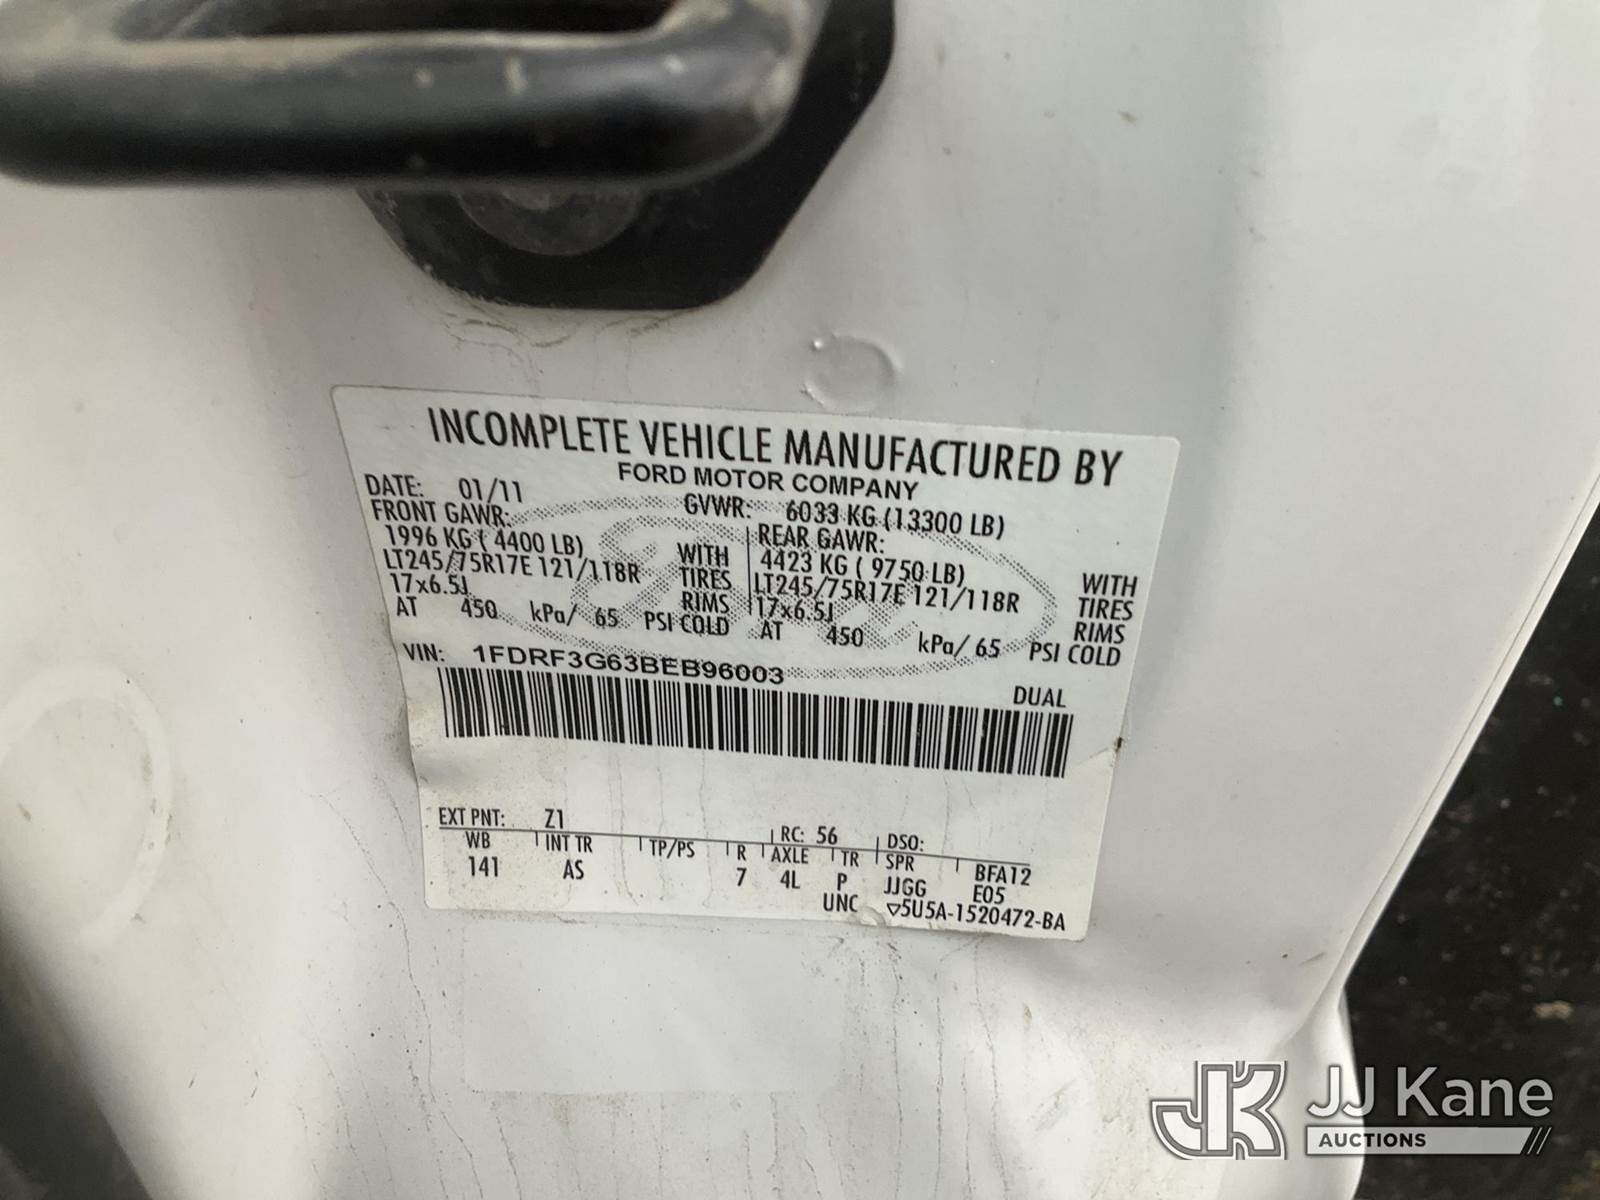 INCOMPLETE VEHICLE MANUFACTURED BY
FORD MOTOR COMPANY
DATE: 01/11 GVWR: 6033 KG (13300 LB)
FRONT GAWR: REAR GAWR:
1996 KG ( 4400 LB) WITH 4423 KG ( 9750 LB) WITH
LT245/75R17E 121/118R TIRES LT245/75R17E 121/118R TIRES
17x6.5J RIMS 17x6.5J RIMS
AT 450 kPa/ 65 PSI COLD AT 450 kPa/ 65 PSI COLD
VIN: 1FDRF3G63BEB96003
DUAL
EXT PNT: Z1 RC: 56 DSO:
WB INT TR TP/PS R AXLE TR SPR BFA12
141 AS 7 4L P JJGG E05
UNC ▽5U5A-1520472-BA
JK JJ Kane
AUCTIONS